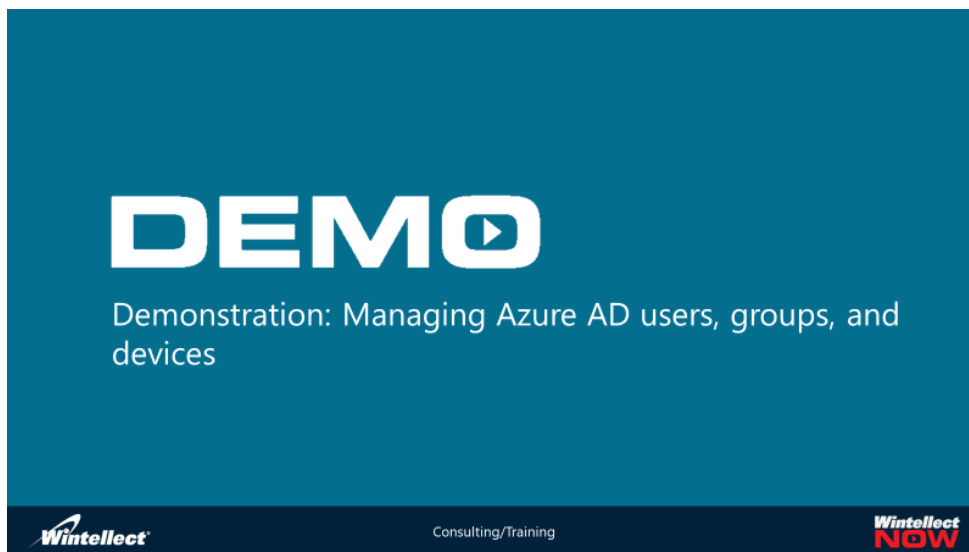 DEMO
Demonstration: Managing Azure AD users, groups, and
devices
Wintellect
Consulting/Training
Wintellect
NOW